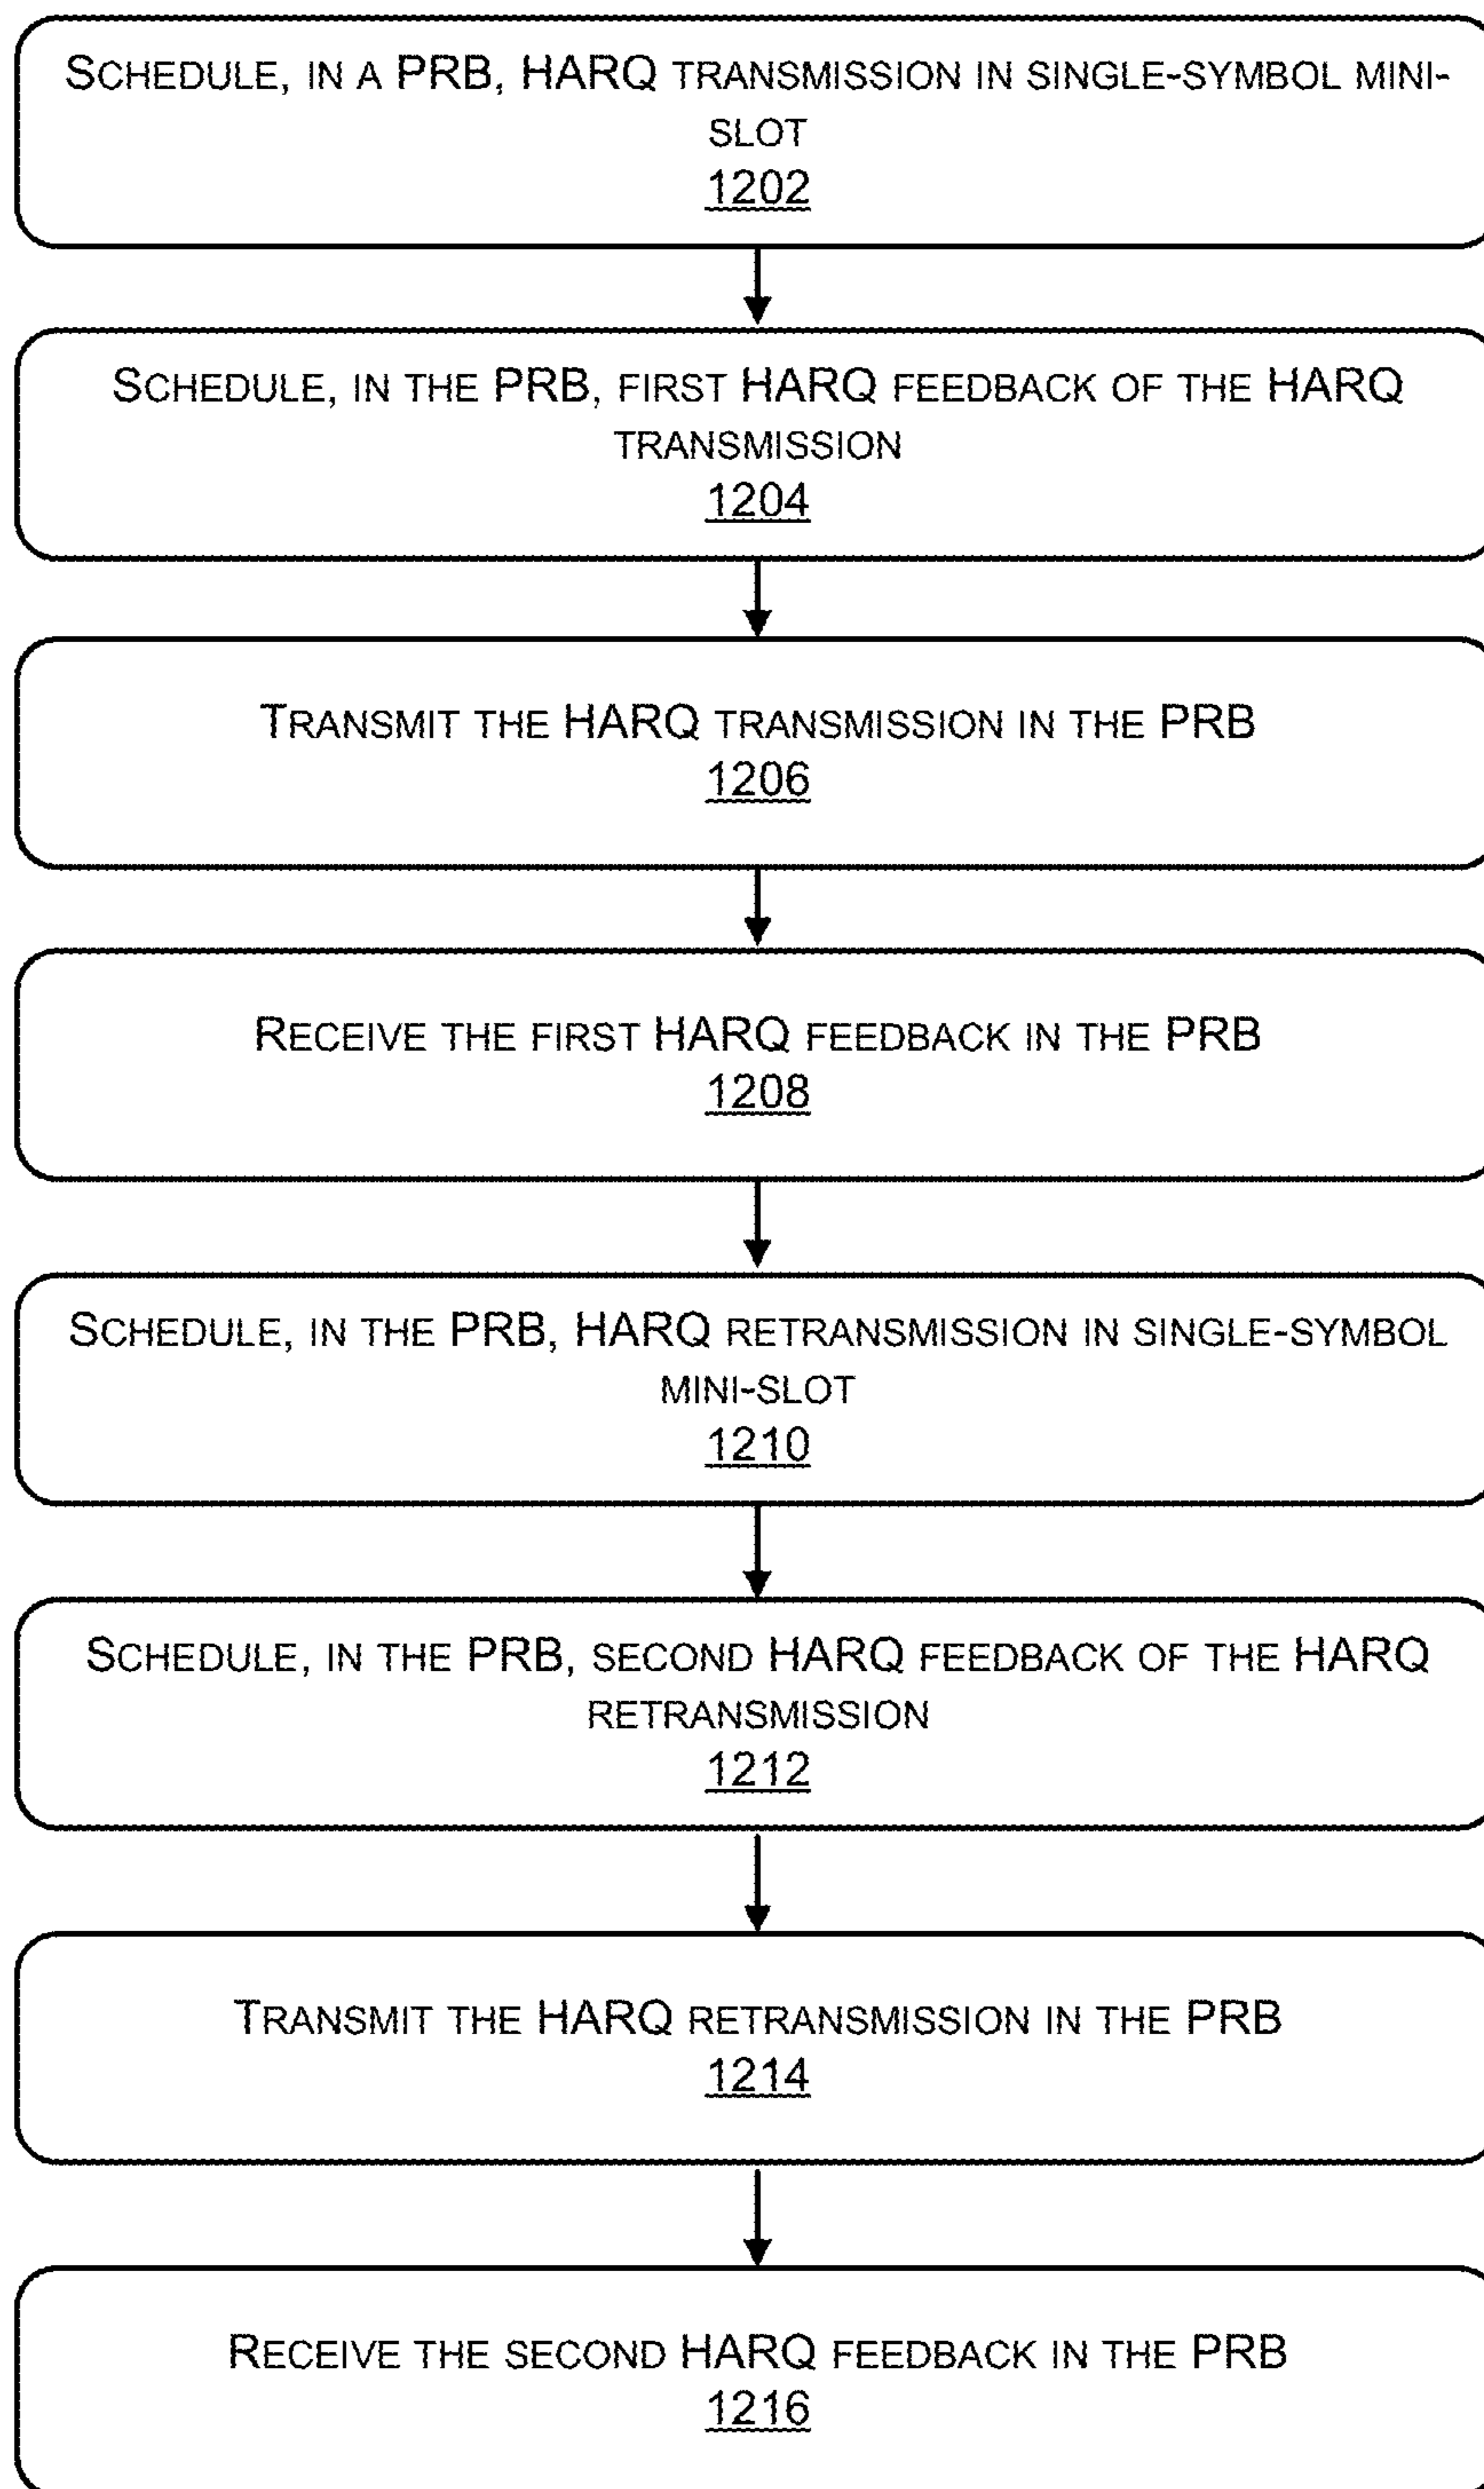 SCHEDULE, IN A PRB, HARQ TRANSMISSION IN SINGLE-SYMBOL MINI-
SLOT
1202
SCHEDULE, IN THE PRB, FIRST HARQ FEEDBACK OF THE HARQ
TRANSMISSION
1204
TRANSMIT THE HARQ TRANSMISSION IN THE PRB
1206
RECEIVE THE FIRST HARQ FEEDBACK IN THE PRB
1208
SCHEDULE, IN THE PRB, HARQ RETRANSMISSION IN SINGLE-SYMBOL
MINI-SLOT
1210
SCHEDULE, IN THE PRB, SECOND HARQ FEEDBACK OF THE HARQ
RETRANSMISSION
1212
TRANSMIT THE HARQ RETRANSMISSION IN THE PRB
1214
RECEIVE THE SECOND HARQ FEEDBACK IN THE PRB
1216